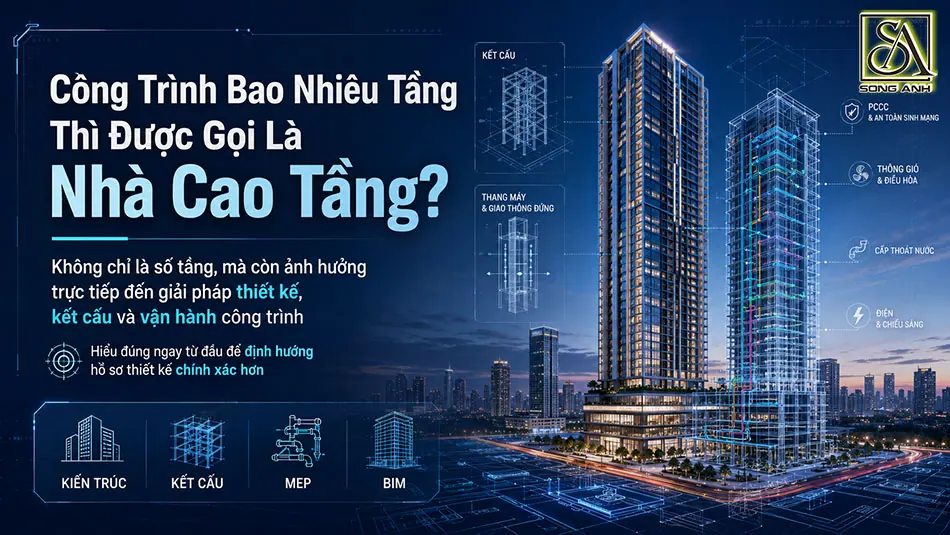 Công Trình Bao Nhiêu Tầng
Thì Được Gọi Là
Nhà Cao Tầng?
Không chỉ là số tầng, mà còn ảnh hưởng
trực tiếp đến giải pháp thiết kế,
kết cấu và vận hành công trình
Hiểu đúng ngay từ đầu để định hướng
hồ sơ thiết kế chính xác hơn
KIẾN TRÚC
KẾT CẤU
MEP
BIM
KẾT CẤU
THANG MÁY
& GIAO THÔNG ĐỨNG
SA
SONG ANH
PCCC
& AN TOÀN SINH MẠNG
THÔNG GIÓ
& ĐIỀU HÒA
CẤP THOÁT NƯỚC
ĐIỆN
& CHIẾU SÁNG